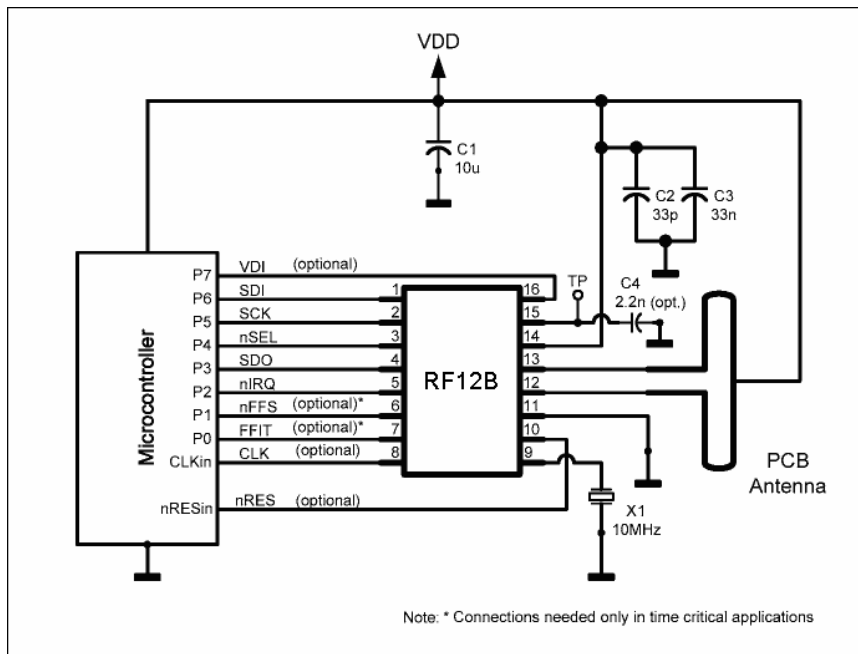 VDD
C1
10u
C2
33p
C3
33n
Microcontroller
P7 VDI (optional)
P6 SDI 1
P5 SCK 2
P4 nSEL 3
P3 SDO 4
P2 nIRQ 5
P1 nFFS (optional)* 6
P0 FFIT (optional)* 7
CLKin CLK (optional) 8
nRESin nRES (optional)
RF12B
16
15
14
13
12
11
10
9
TP
C4
2.2n (opt.)
X1
10MHz
PCB
Antenna
Note: * Connections needed only in time critical applications